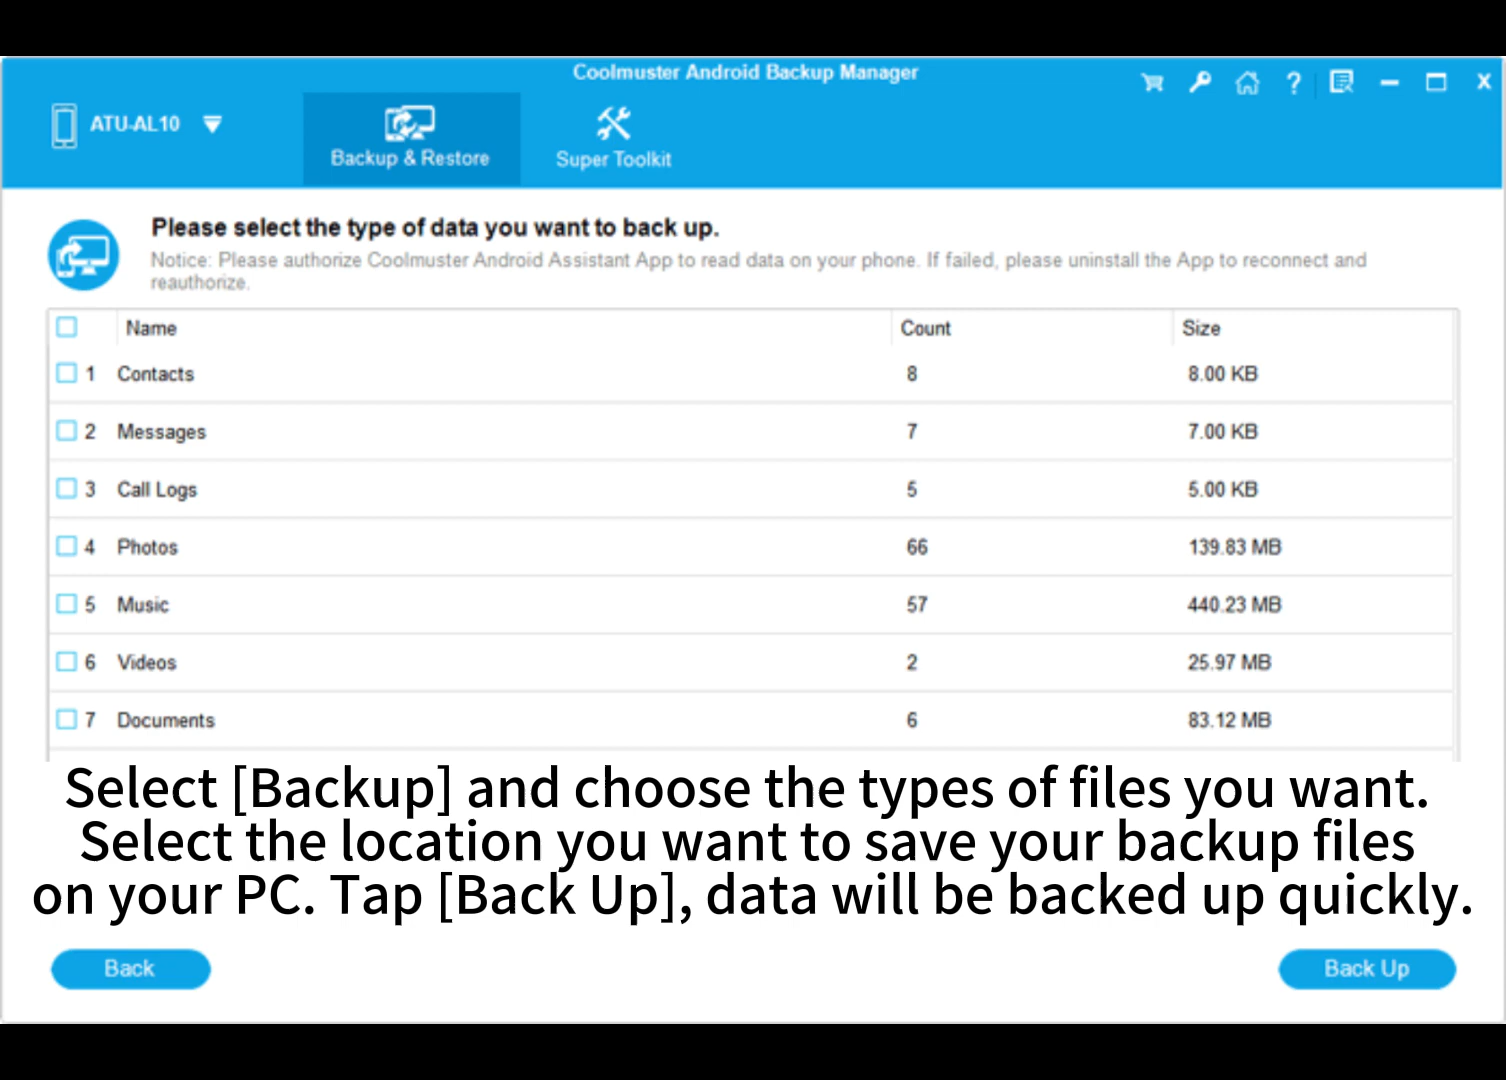 Coolmuster Android Backup Manager
ATU-AL10
Backup & Restore
Super Toolkit
Please select the type of data you want to back up.
Notice: Please authorize Coolmuster Android Assistant App to read data on your phone. If failed, please uninstall the App to reconnect and
reauthorize.
Name Count Size
1 Contacts 8 8.00 KB
2 Messages 7 7.00 KB
3 Call Logs 5 5.00 KB
4 Photos 66 139.83 MB
5 Music 57 440.23 MB
6 Videos 2 25.97 MB
7 Documents 6 83.12 MB
Select [Backup] and choose the types of files you want.
Select the location you want to save your backup files
on your PC. Tap [Back Up], data will be backed up quickly.
Back
Back Up